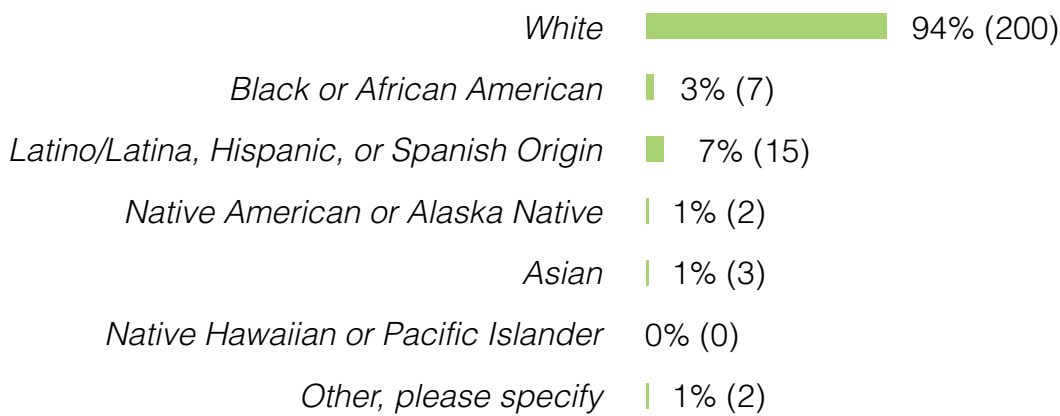 White 94% (200)
Black or African American 3% (7)
Latino/Latina, Hispanic, or Spanish Origin 7% (15)
Native American or Alaska Native 1% (2)
Asian 1% (3)
Native Hawaiian or Pacific Islander 0% (0)
Other, please specify 1% (2)